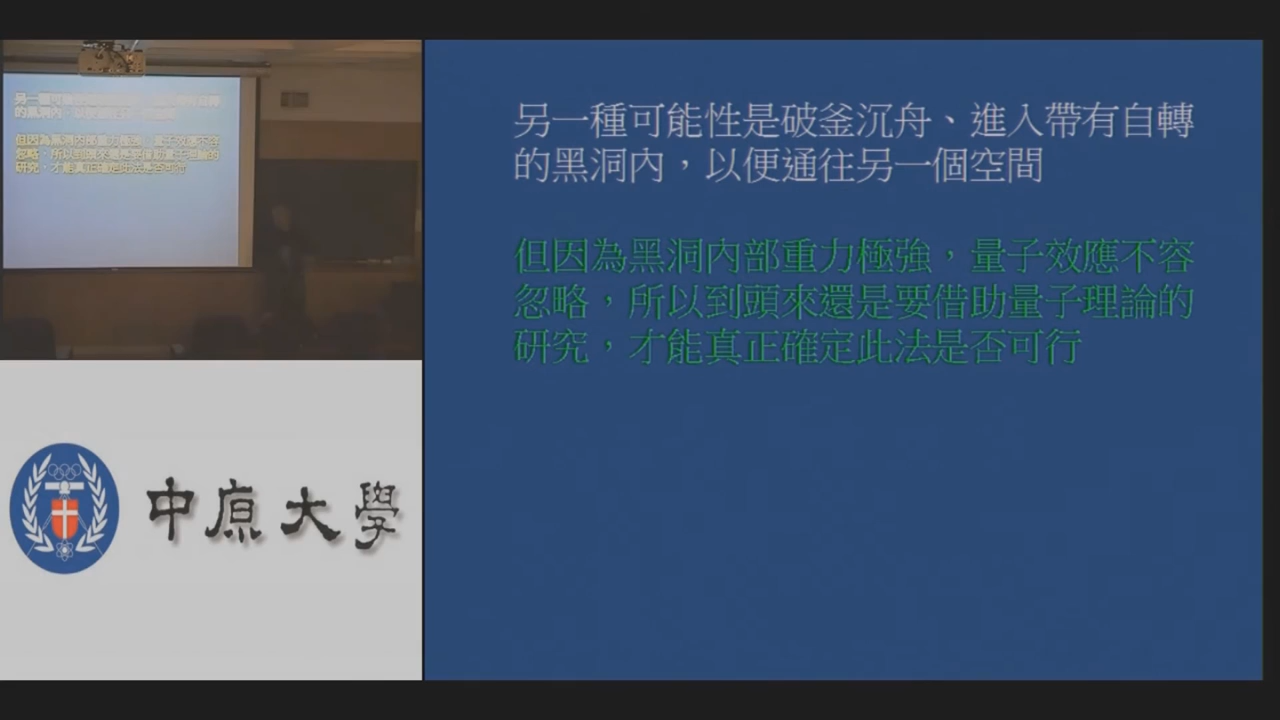 另一種可能性是破釜沉舟、進入帶有自轉
的黑洞內，以便通往另一個空間
但因為黑洞內部重力極強，量子效應不容
忽略，所以到頭來還是要借助量子理論的
研究，才能真正確定此法是否可行
中原大學